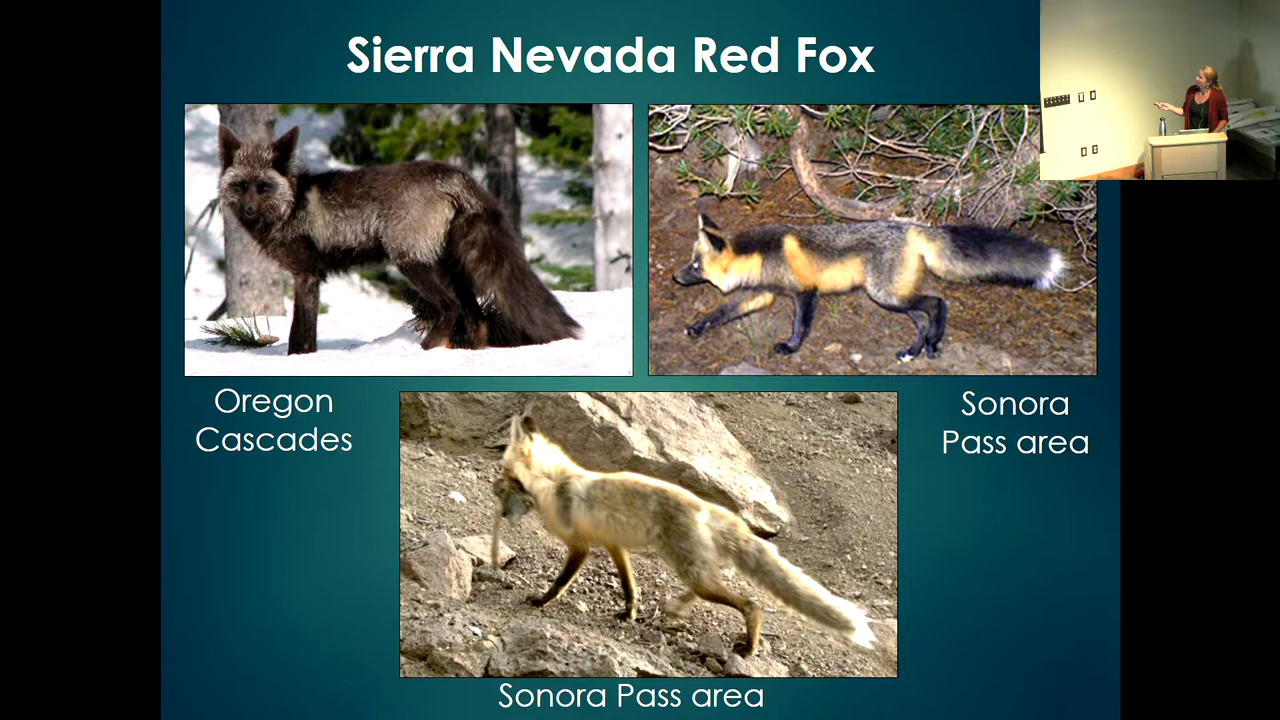 Sierra Nevada Red Fox
Oregon
Cascades
Sonora
Pass area
Sonora Pass area